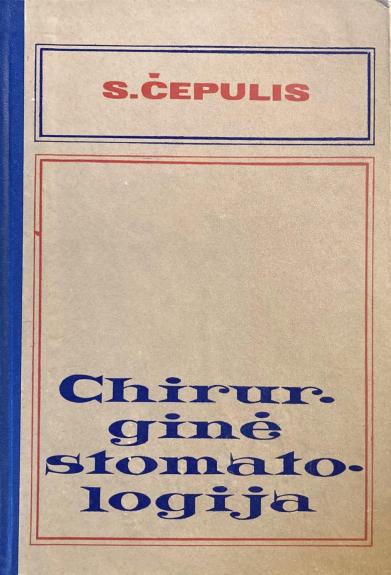 S.ČEPULIS
Chirur-
ginė
stomato-
logija